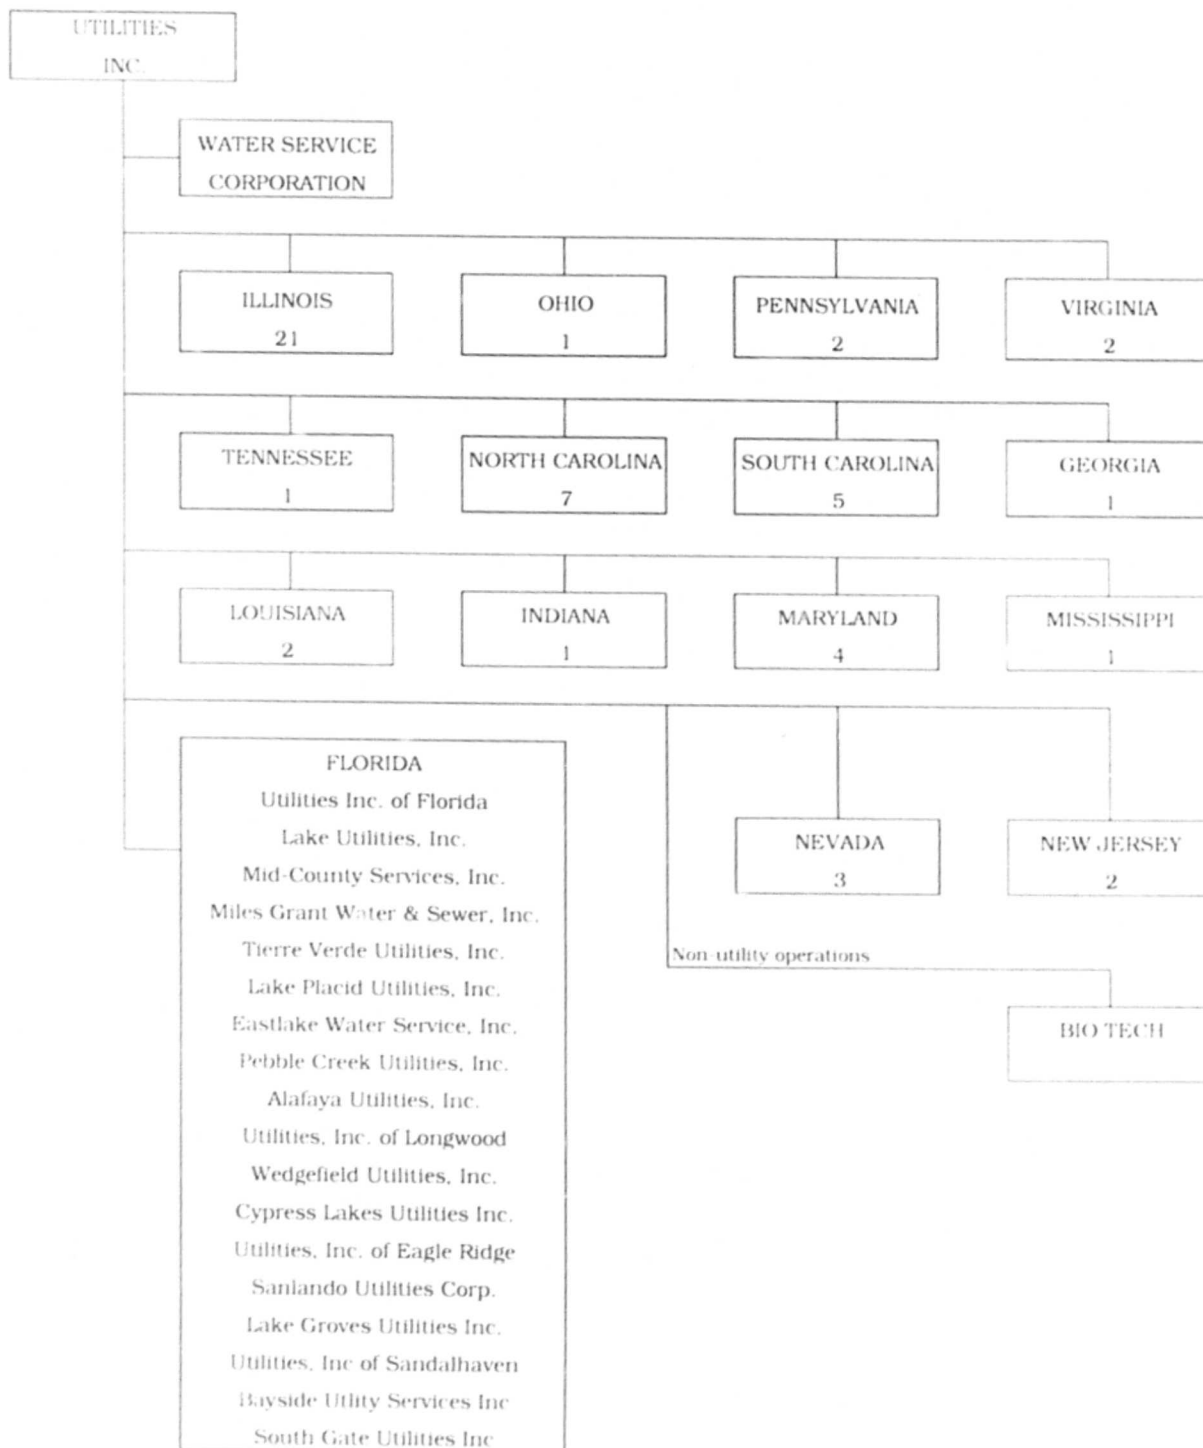 UTILITIES
INC.
WATER SERVICE
CORPORATION
ILLINOIS
21
OHIO
1
PENNSYLVANIA
2
VIRGINIA
2
TENNESSEE
1
NORTH CAROLINA
7
SOUTH CAROLINA
5
GEORGIA
1
LOUISIANA
2
INDIANA
1
MARYLAND
4
MISSISSIPPI
1
FLORIDA
Utilities Inc. of Florida
Lake Utilities, Inc.
Mid-County Services, Inc.
Miles Grant Water & Sewer, Inc.
Tierre Verde Utilities, Inc.
Lake Placid Utilities, Inc.
Eastlake Water Service, Inc.
Pebble Creek Utilities, Inc.
Alafaya Utilities, Inc.
Utilities, Inc. of Longwood
Wedgefield Utilities, Inc.
Cypress Lakes Utilities Inc.
Utilities, Inc. of Eagle Ridge
Sanlando Utilities Corp.
Lake Groves Utilities Inc.
Utilities, Inc of Sandalhaven
Bayside Utlity Services Inc
South Gate Utilities Inc
NEVADA
3
NEW JERSEY
2
Non-utility operations
BIO TECH